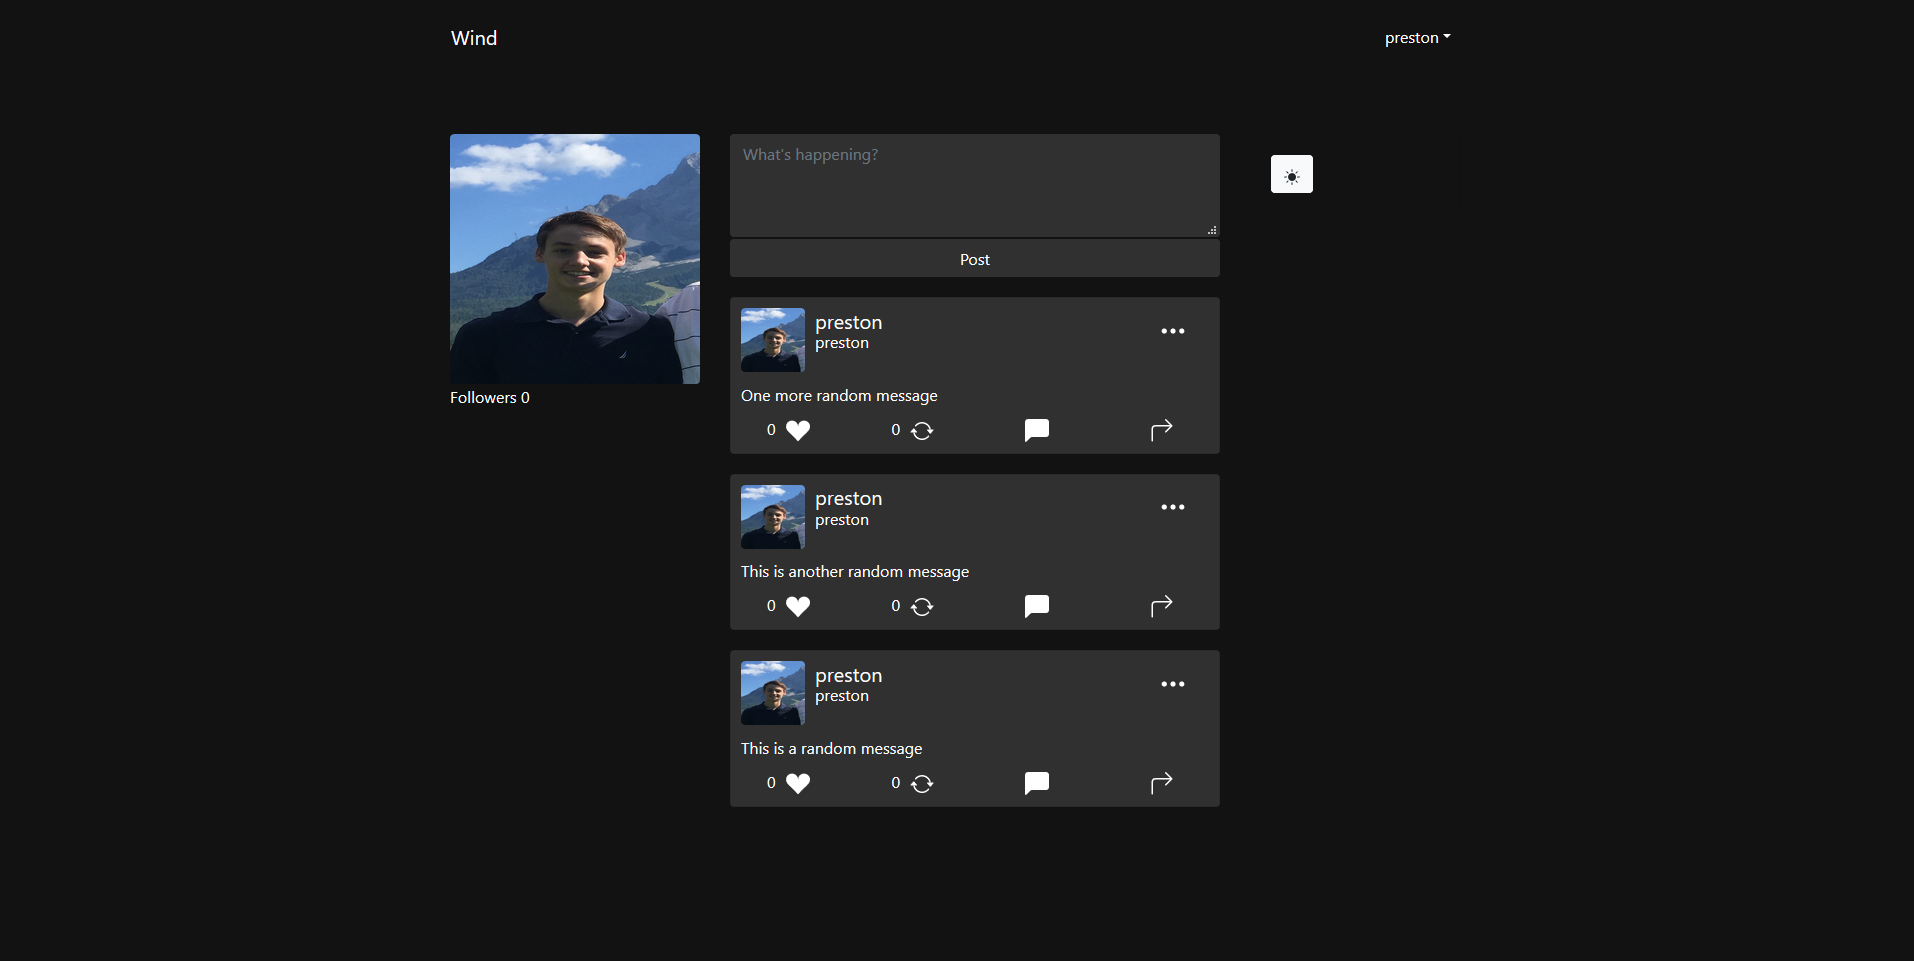 Wind
preston
What's happening?
Post
Followers 0
preston
preston
One more random message
0 0
preston
preston
This is another random message
0 0
preston
preston
This is a random message
0 0